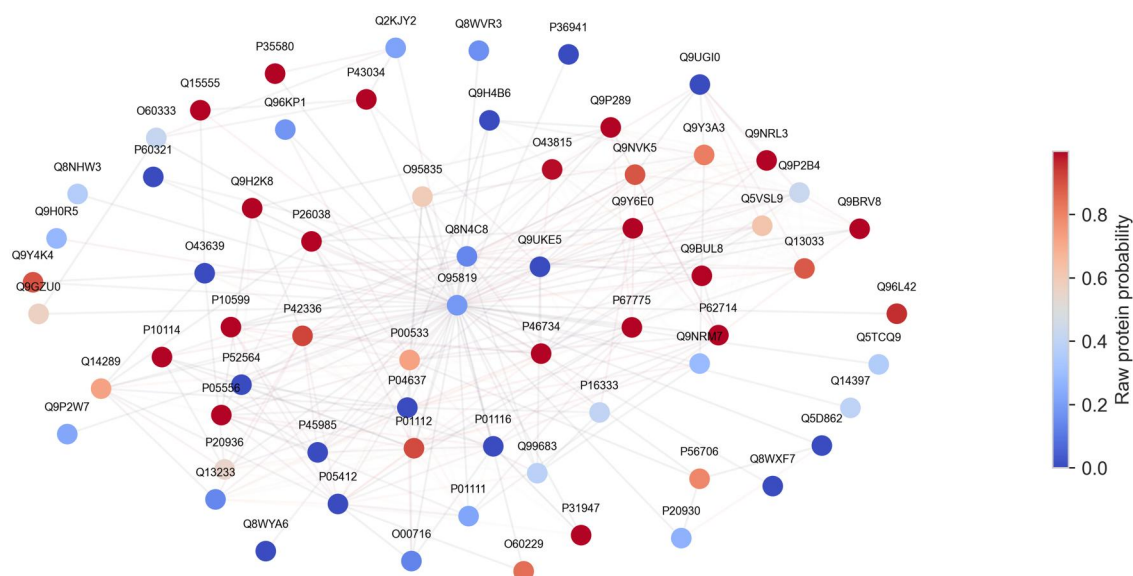 Q2KJY2
Q8WVR3
P36941
P35580
Q9UGI0
P43034
Q15555
Q96KP1
Q9H4B6
Q9P289
O60333
Q9Y3A3
Q9NRL3
P60321
O43815
Q9NVK5
Q9P2B4
Q8NHW3
O95835
Q9H2K8
Q9Y6E0
Q5VSL9
Q9BRV8
Q9H0R5
P26038
Q8N4C8
Q9UKE5
O43639
Q9BUL8
Q13033
Q9Y4K4
O95819
Q9GZU0
P10599
P42336
P67775
P62714
Q96L42
P10114
P00533
P46734
Q9NRM7
Q5TCQ9
Q14289
P52564
P04637
P16333
Q14397
P05556
Q9P2W7
P45985
P01112
P01116
Q5D862
P20936
Q99683
P56706
Q8WXF7
Q13233
P05412
P01111
P31947
P20930
Q8WYA6
O00716
O60229
0.8
0.6
0.4
0.2
0.0
Raw protein probability